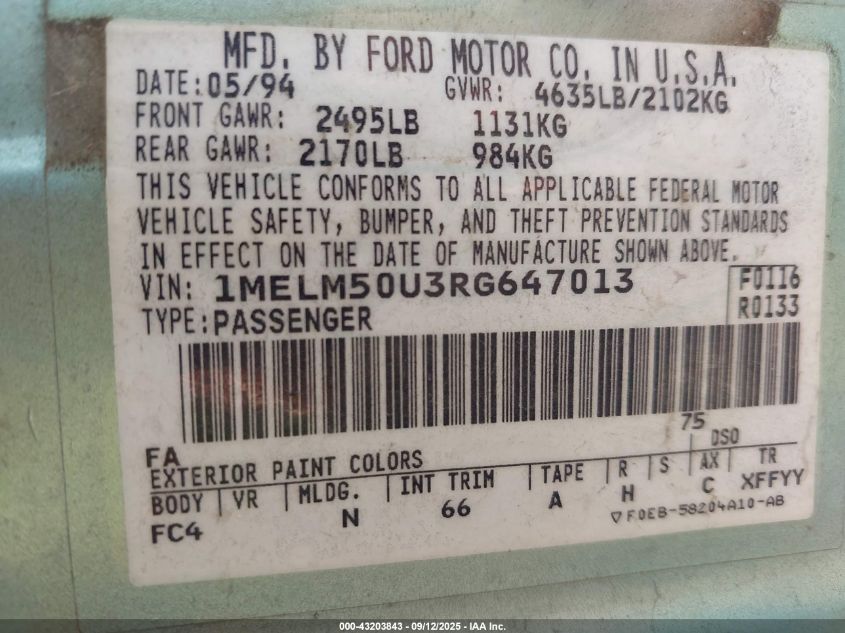 MFD. BY FORD MOTOR CO. IN U.S.A.
DATE: 05/94 GVWR: 4635LB/2102KG
FRONT GAWR: 2495LB 1131KG
REAR GAWR: 2170LB 984KG
THIS VEHICLE CONFORMS TO ALL APPLICABLE FEDERAL MOTOR
VEHICLE SAFETY, BUMPER, AND THEFT PREVENTION STANDARDS
IN EFFECT ON THE DATE OF MANUFACTURE SHOWN ABOVE.
VIN: 1MELM50U3RG647013 F0116
TYPE: PASSENGER R0133
75
FA DSO
EXTERIOR PAINT COLORS
BODY VR MLDG. INT TRIM TAPE R S AX TR
FC4 N 66 A H C XFFYY
F0EB-58204A10-AB
000-43203843 - 09/12/2025 - IAA Inc.